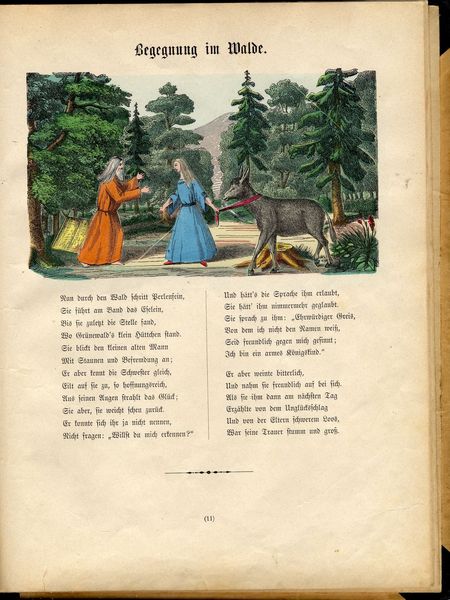 Begegnung im Walde.
Nun durch den Wald schritt Perlenfein,
Sie führt am Band das Eselein,
Bis sie zuletzt die Stelle fand,
Wo Grünewald's klein Hüttchen stand.
Sie blickt den kleinen alten Mann
Mit Staunen und Befremdung an;
Er aber kennt die Schwester gleich,
Eilt auf sie zu, so hoffnungsreich,
Aus seinen Augen strahlt das Glück;
Sie aber, sie weicht scheu zurück.
Er konnte sich ihr ja nicht nennen,
Nicht fragen: „Willst du mich erkennen?"
Und hätt's die Sprache ihm erlaubt,
Sie hätt' ihm nimmermehr geglaubt.
Sie sprach zu ihm: „Ehrwürdiger Greis,
Von dem ich nicht den Namen weiß,
Seid freundlich gegen mich gesinnt;
Ich bin ein armes Königskind."
Er aber weinte bitterlich,
Und nahm sie freundlich auf bei sich.
Als sie ihm dann am nächsten Tag
Erzählte von dem Unglückschlag
Und von der Eltern schwerem Loos,
War seine Trauer stumm und groß.
(11)